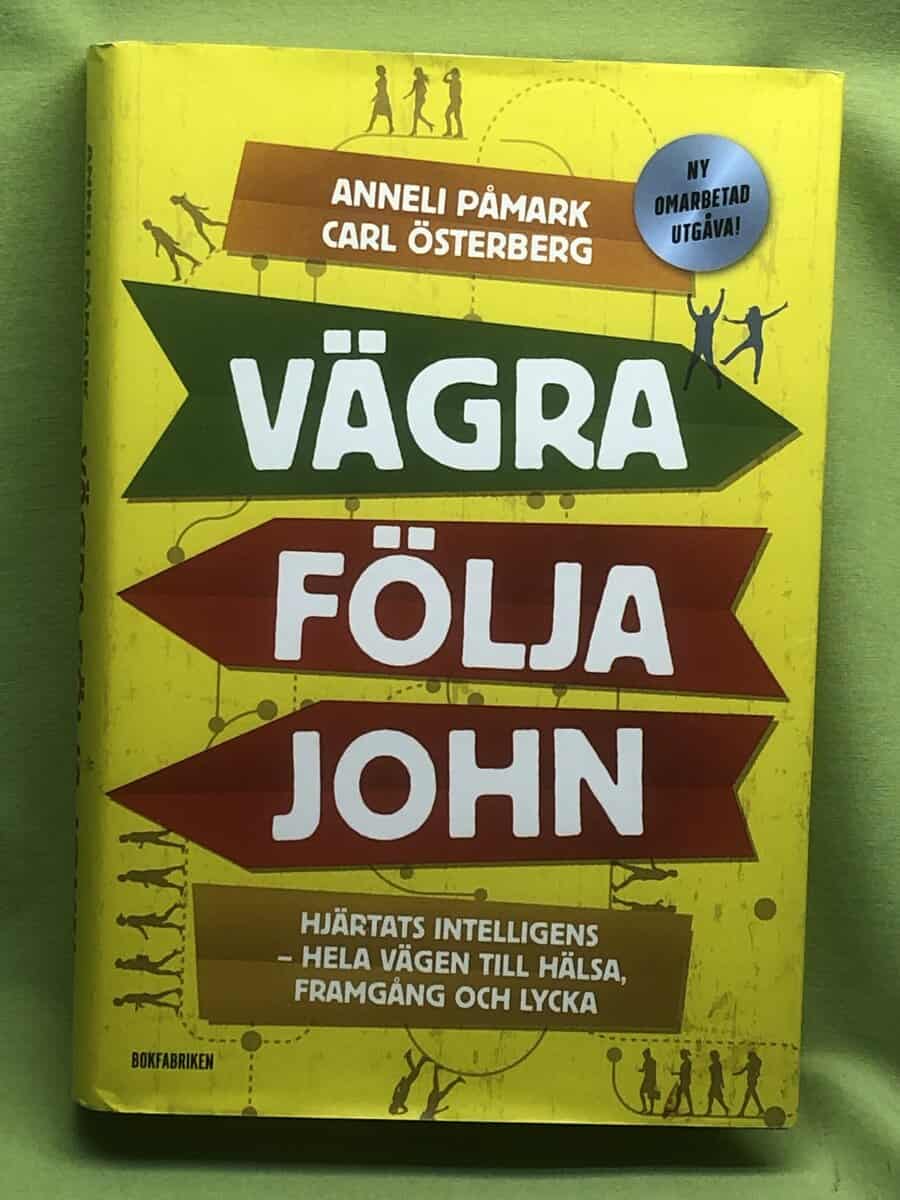 ANNELI PÅMARK
CARL ÖSTERBERG
NY
OMARBETAD
UTGÅVA!
VÄGRA
FÖLJA
JOHN
HJÄRTATS INTELLIGENS
– HELA VÄGEN TILL HÄLSA,
FRAMGÅNG OCH LYCKA
BOKFABRIKEN